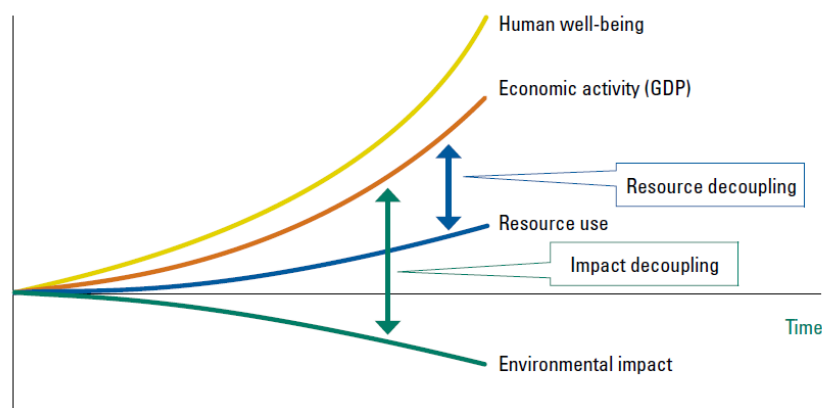 Human well-being
Economic activity (GDP)
Resource decoupling
Resource use
Impact decoupling
Time
Environmental impact